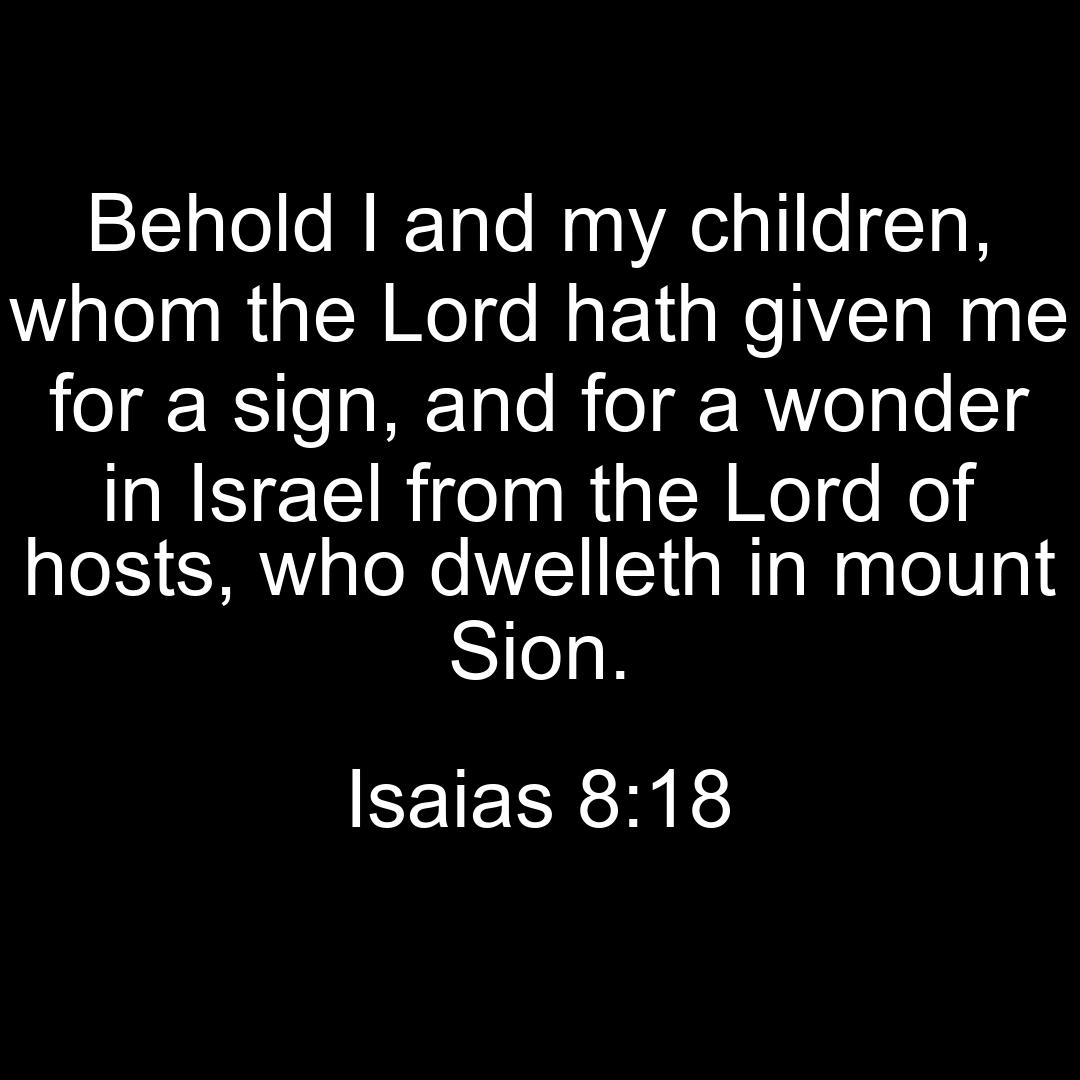 Behold I and my children,
whom the Lord hath given me
for a sign, and for a wonder
in Israel from the Lord of
hosts, who dwelleth in mount
Sion.
Isaias 8:18